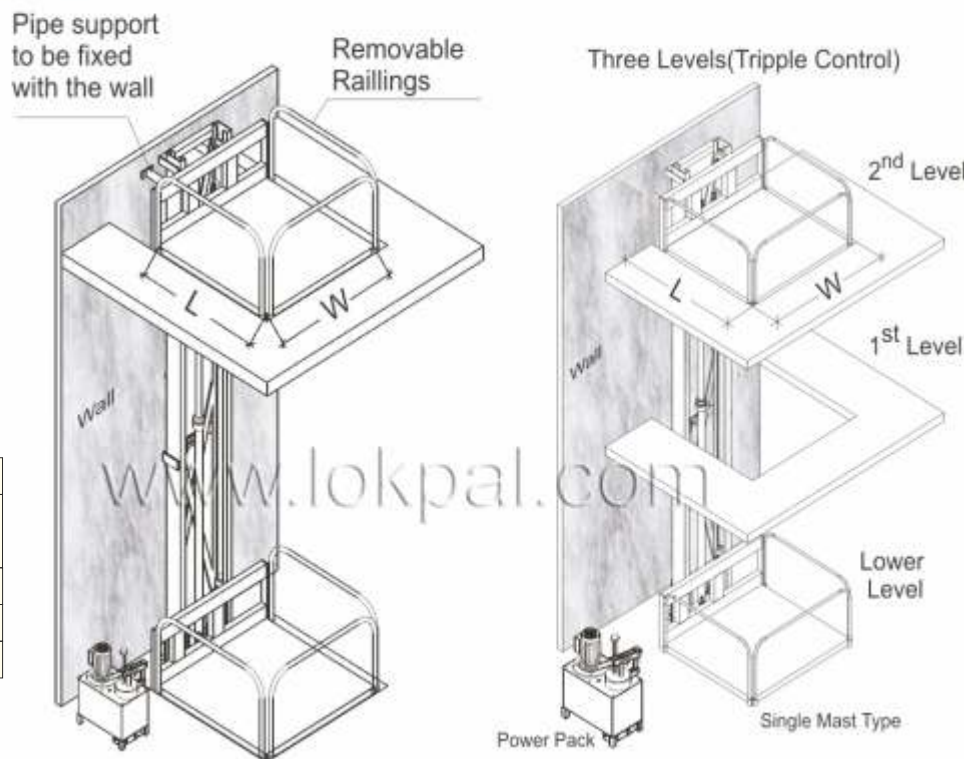 Pipe support
to be fixed
with the wall
Removable
Raillings
L
W
Wall
www.lokpal.com
Three Levels(Tripple Control)
2nd Level
L
W
1st Level
Wall
Lower
Level
Power Pack
Single Mast Type